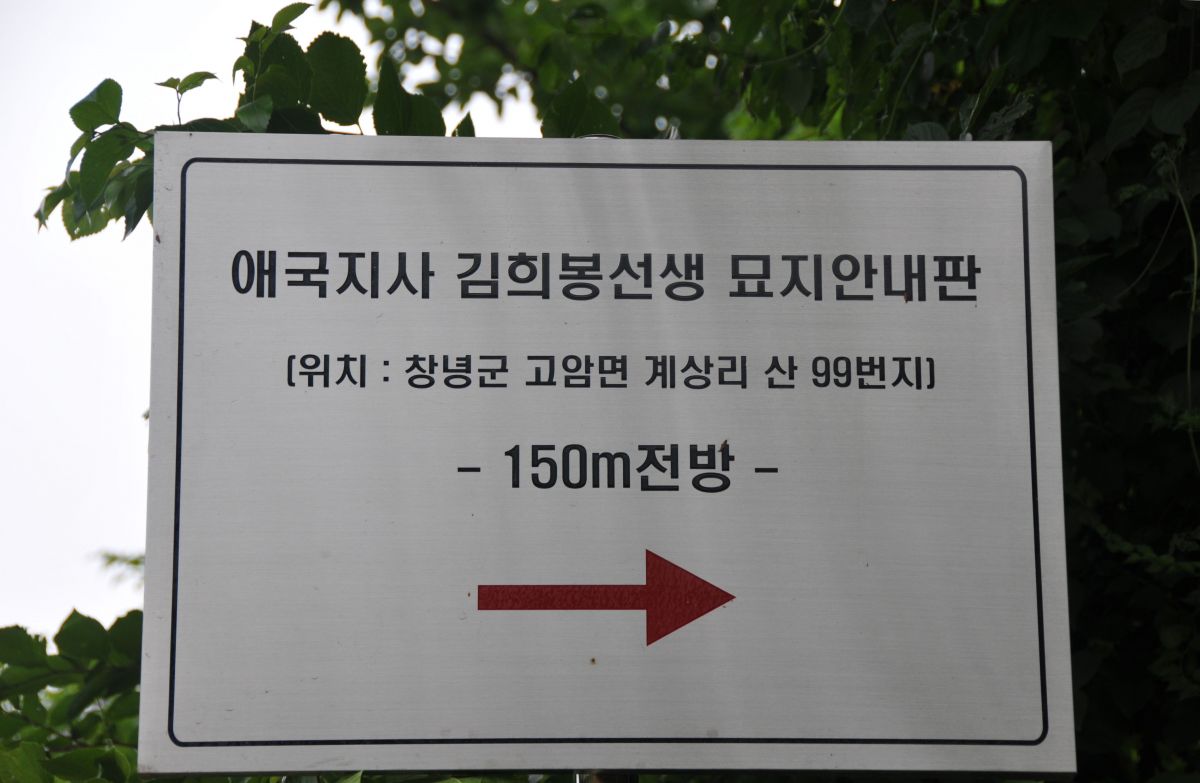 애국지사 김희봉선생 묘지안내판
(위치 : 창녕군 고암면 계상리 산 99번지)
- 150m전방 -